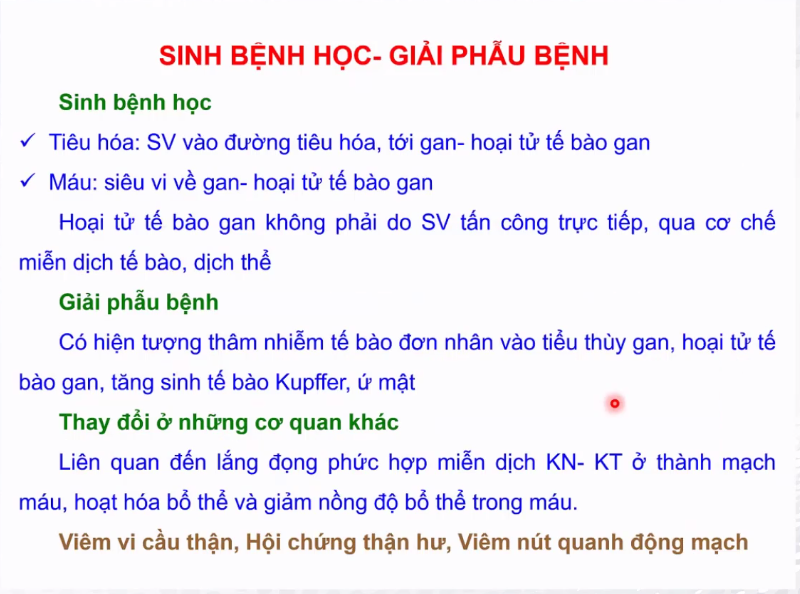 SINH BỆNH HỌC- GIẢI PHẪU BỆNH
Sinh bệnh học
✓ Tiêu hóa: SV vào đường tiêu hóa, tới gan- hoại tử tế bào gan
✓ Máu: siêu vi về gan- hoại tử tế bào gan
Hoại tử tế bào gan không phải do SV tấn công trực tiếp, qua cơ chế
miễn dịch tế bào, dịch thể
Giải phẫu bệnh
Có hiện tượng thâm nhiễm tế bào đơn nhân vào tiểu thùy gan, hoại tử tế
bào gan, tăng sinh tế bào Kupffer, ứ mật
Thay đổi ở những cơ quan khác
Liên quan đến lắng đọng phức hợp miễn dịch KN- KT ở thành mạch
máu, hoạt hóa bổ thể và giảm nồng độ bổ thể trong máu.
Viêm vi cầu thận, Hội chứng thận hư, Viêm nút quanh động mạch